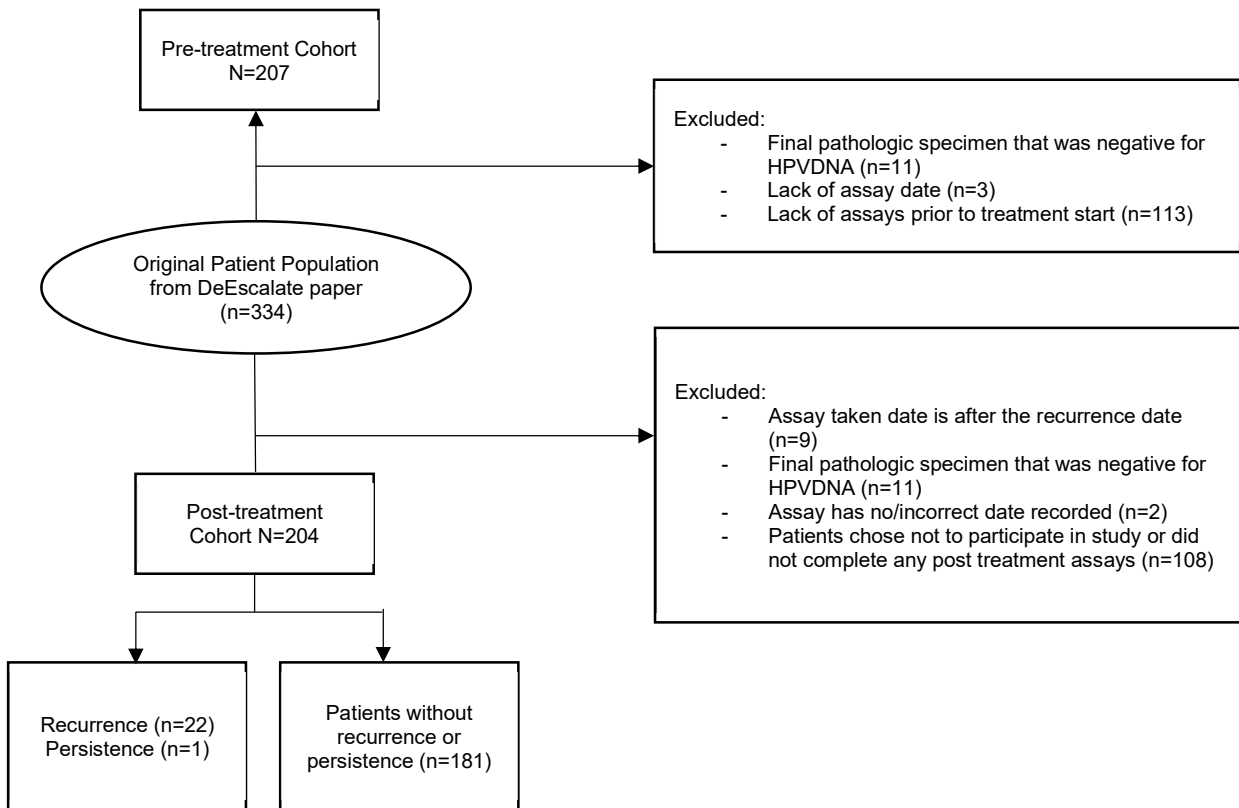 Pre-treatment Cohort
N=207
Excluded:
- Final pathologic specimen that was negative for
HPVDNA (n=11)
- Lack of assay date (n=3)
- Lack of assays prior to treatment start (n=113)
Original Patient Population
from DeEscalate paper
(n=334)
Excluded:
- Assay taken date is after the recurrence date
(n=9)
- Final pathologic specimen that was negative for
HPVDNA (n=11)
- Assay has no/incorrect date recorded (n=2)
- Patients chose not to participate in study or did
not complete any post treatment assays (n=108)
Post-treatment
Cohort N=204
Recurrence (n=22)
Persistence (n=1)
Patients without
recurrence or
persistence (n=181)